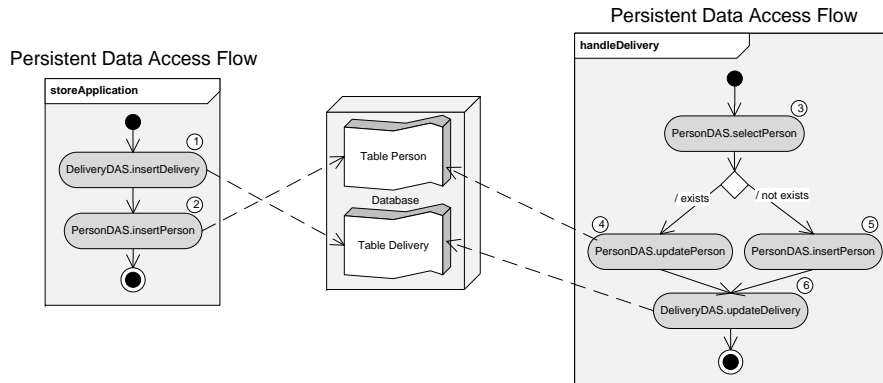 Persistent Data Access Flow
storeApplication
1
DeliveryDAS.insertDelivery
2
PersonDAS.insertPerson
Table Person
Database
Table Delivery
Persistent Data Access Flow
handleDelivery
3
PersonDAS.selectPerson
/ exists
/ not exists
4
PersonDAS.updatePerson
5
PersonDAS.insertPerson
6
DeliveryDAS.updateDelivery